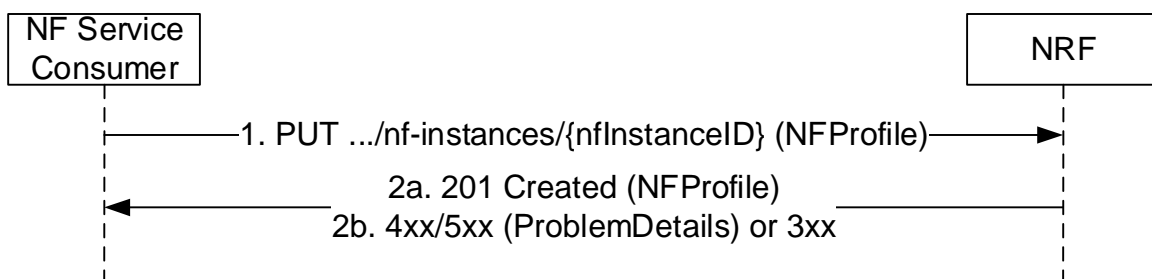 NF Service
Consumer
NRF
1. PUT .../nf-instances/{nfInstanceID} (NFProfile)
2a. 201 Created (NFProfile)
2b. 4xx/5xx (ProblemDetails) or 3xx